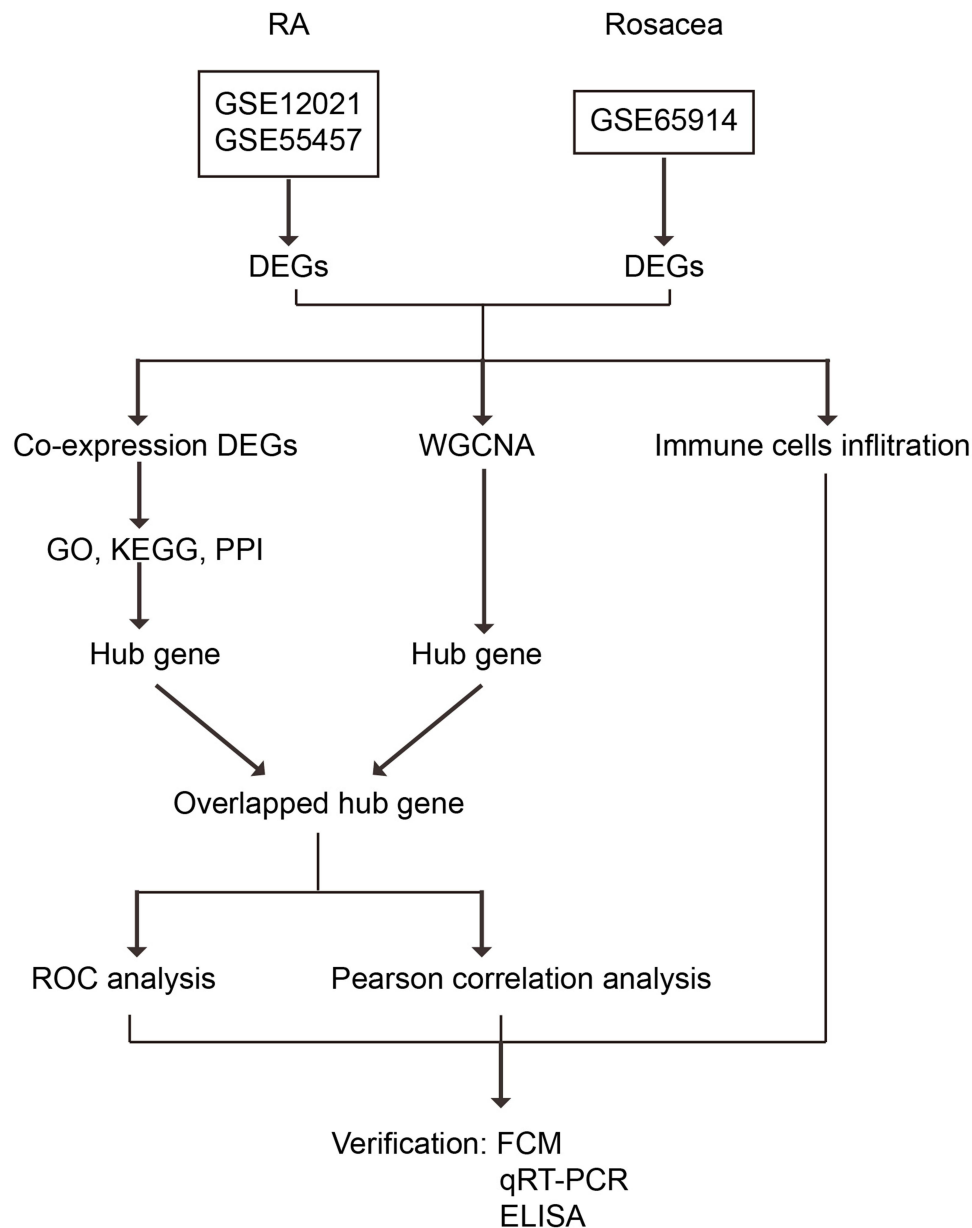 RA
Rosacea
GSE12021
GSE55457
GSE65914
DEGs
DEGs
Co-expression DEGs
WGCNA
Immune cells inflitration
GO, KEGG, PPI
Hub gene
Hub gene
Overlapped hub gene
ROC analysis
Pearson correlation analysis
Verification: FCM
qRT-PCR
ELISA